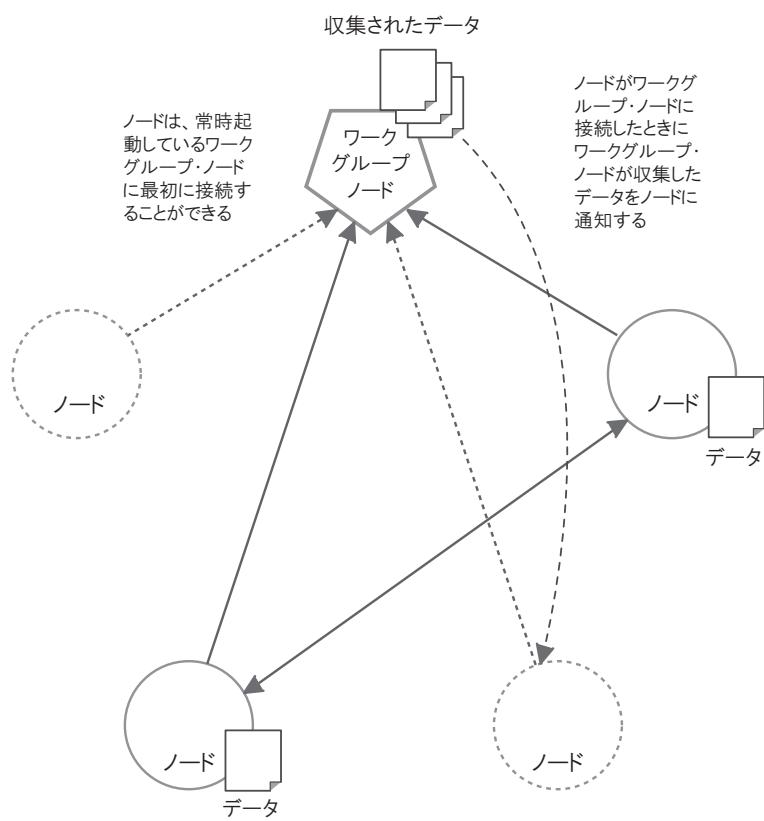 収集されたデータ
ノードは、常時起
動しているワーク
グループ・ノード
に最初に接続す
ることができる
ワーク
グループ
ノード
ノードがワークグ
ループ・ノードに
接続したときに
ワークグループ・
ノードが収集した
データをノードに
通知する
ノード
ノード
データ
ノード
データ
ノード